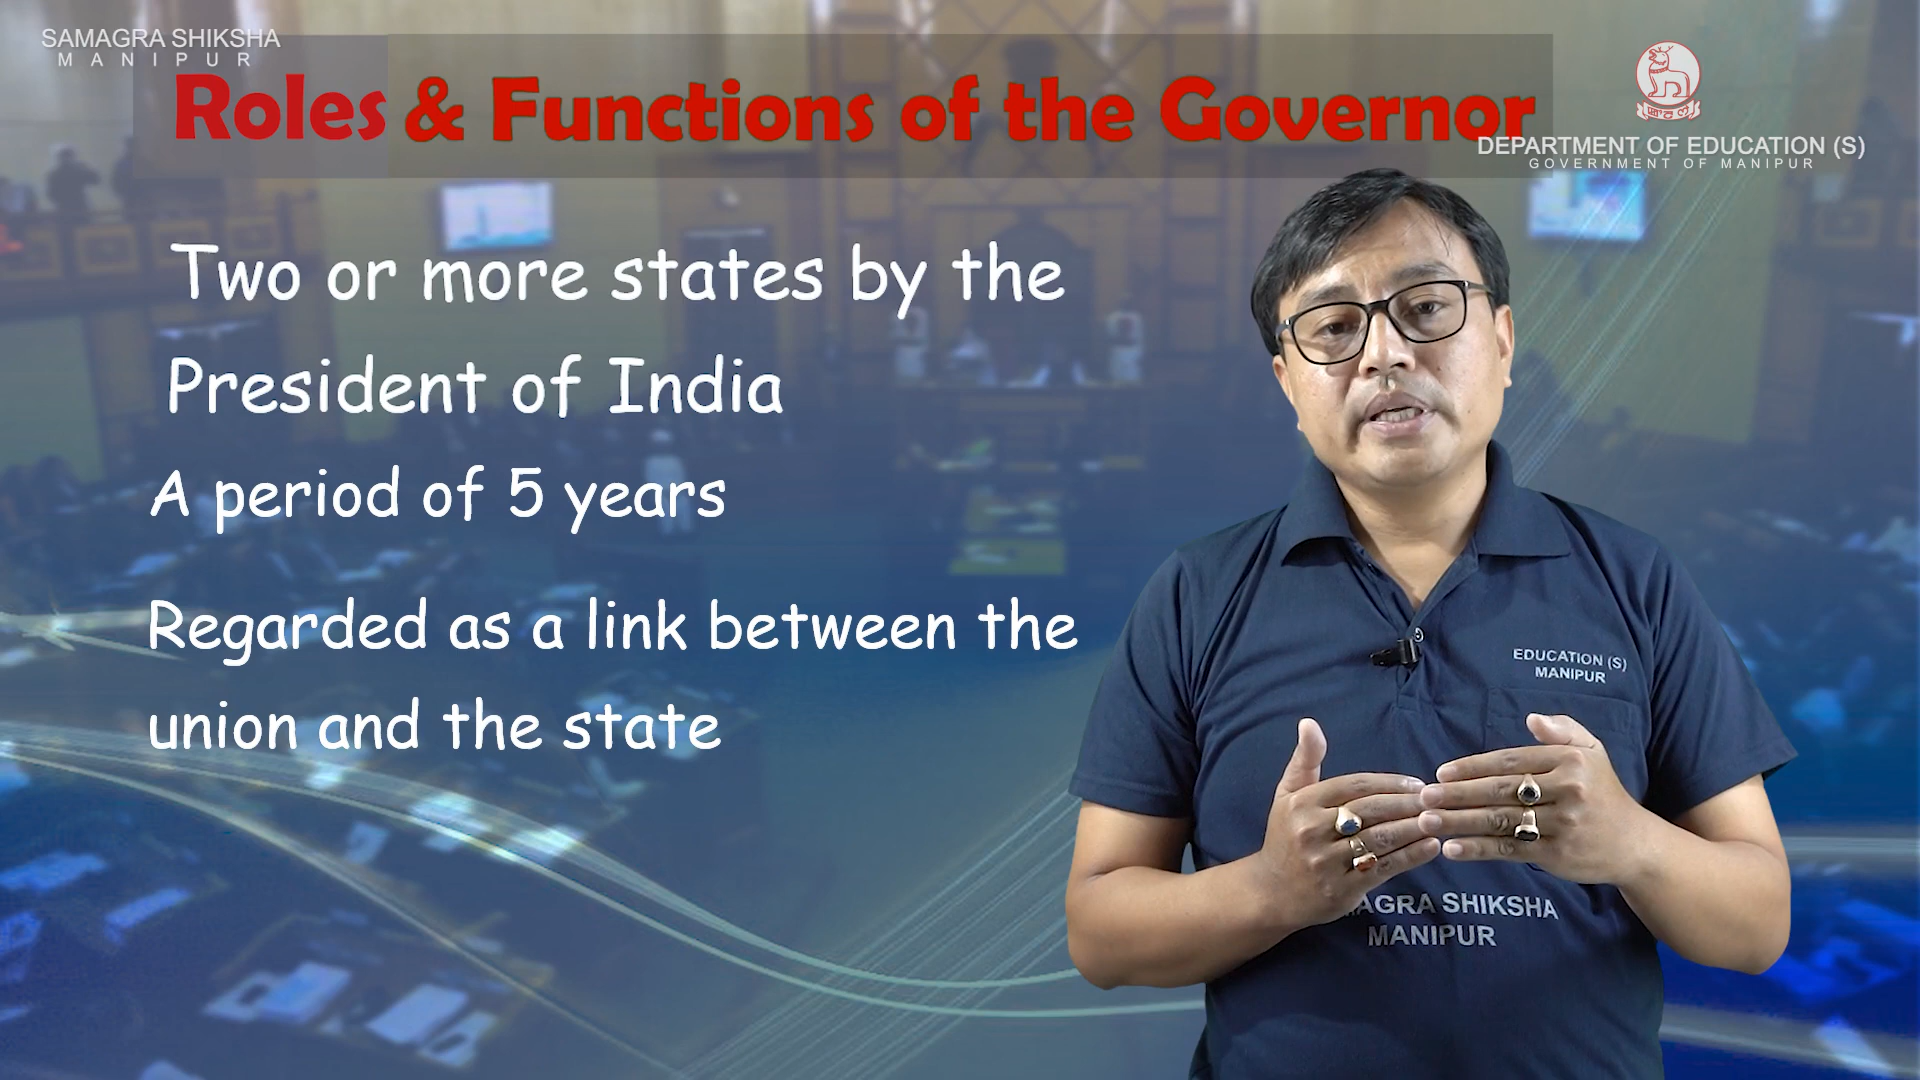 SAMAGRA SHIKSHA
MANIPUR
Roles & Functions of the Governor
DEPARTMENT OF EDUCATION (S)
GOVERNMENT OF MANIPUR
Two or more states by the
President of India
A period of 5 years
Regarded as a link between the
union and the state
EDUCATION (S)
MANIPUR
AGRA SHIKSHA
MANIPUR